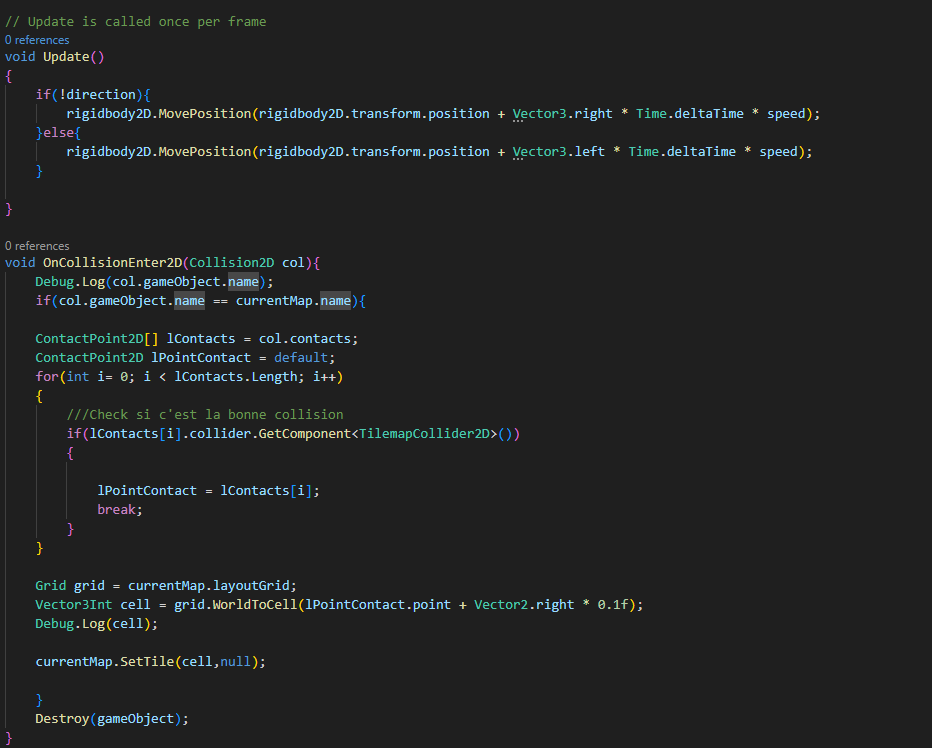 // Update is called once per frame
0 references
void Update()
{
if(!direction){
rigidbody2D.MovePosition(rigidbody2D.transform.position + Vector3.right * Time.deltaTime * speed);
}else{
rigidbody2D.MovePosition(rigidbody2D.transform.position + Vector3.left * Time.deltaTime * speed);
}
}
0 references
void OnCollisionEnter2D(Collision2D col){
Debug.Log(col.gameObject.name);
if(col.gameObject.name == currentMap.name){
ContactPoint2D[] lContacts = col.contacts;
ContactPoint2D lPointContact = default;
for(int i= 0; i < lContacts.Length; i++)
{
///Check si c'est la bonne collision
if(lContacts[i].collider.GetComponent<TilemapCollider2D>())
{
lPointContact = lContacts[i];
break;
}
}
Grid grid = currentMap.layoutGrid;
Vector3Int cell = grid.WorldToCell(lPointContact.point + Vector2.right * 0.1f);
Debug.Log(cell);
currentMap.SetTile(cell,null);
}
Destroy(gameObject);
}